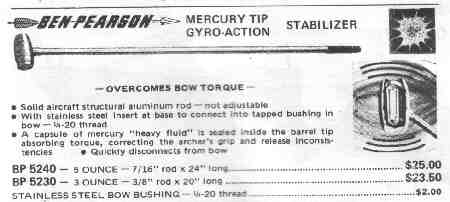 BEN PEARSON MERCURY TIP
GYRO-ACTION STABILIZER
— OVERCOMES BOW TORQUE —
• Solid aircraft structural aluminum rod — not adjustable
• With stainless steel insert at base to connect into tapped bushing in
bow — ¼-20 thread
• A capsule of mercury "heavy fluid" is sealed inside the barrel tip
absorbing torque, correcting the archer's grip and release inconsis-
tencies • Quickly disconnects from bow
BP 5240 — 5 OUNCE — 7/16" rod x 24" long $25.00
BP 5230 — 3 OUNCE — 3/8" rod x 20" long $23.50
STAINLESS STEEL BOW BUSHING — ¼-20 thread $2.00